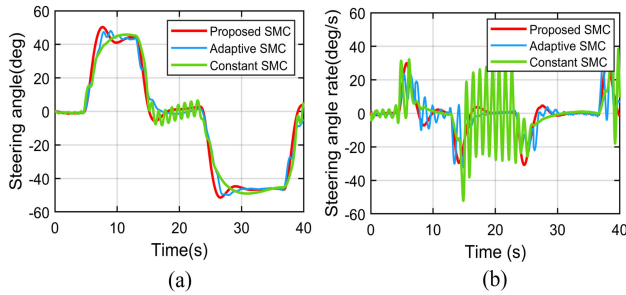 Steering angle(deg)
60
40
20
0
-20
-40
-60
0
10
20
30
40
Time(s)
Proposed SMC
Adaptive SMC
Constant SMC
(a)
Steering angle rate(deg/s)
60
40
20
0
-20
-40
-60
0
10
20
30
40
Time (s)
Proposed SMC
Adaptive SMC
Constant SMC
(b)